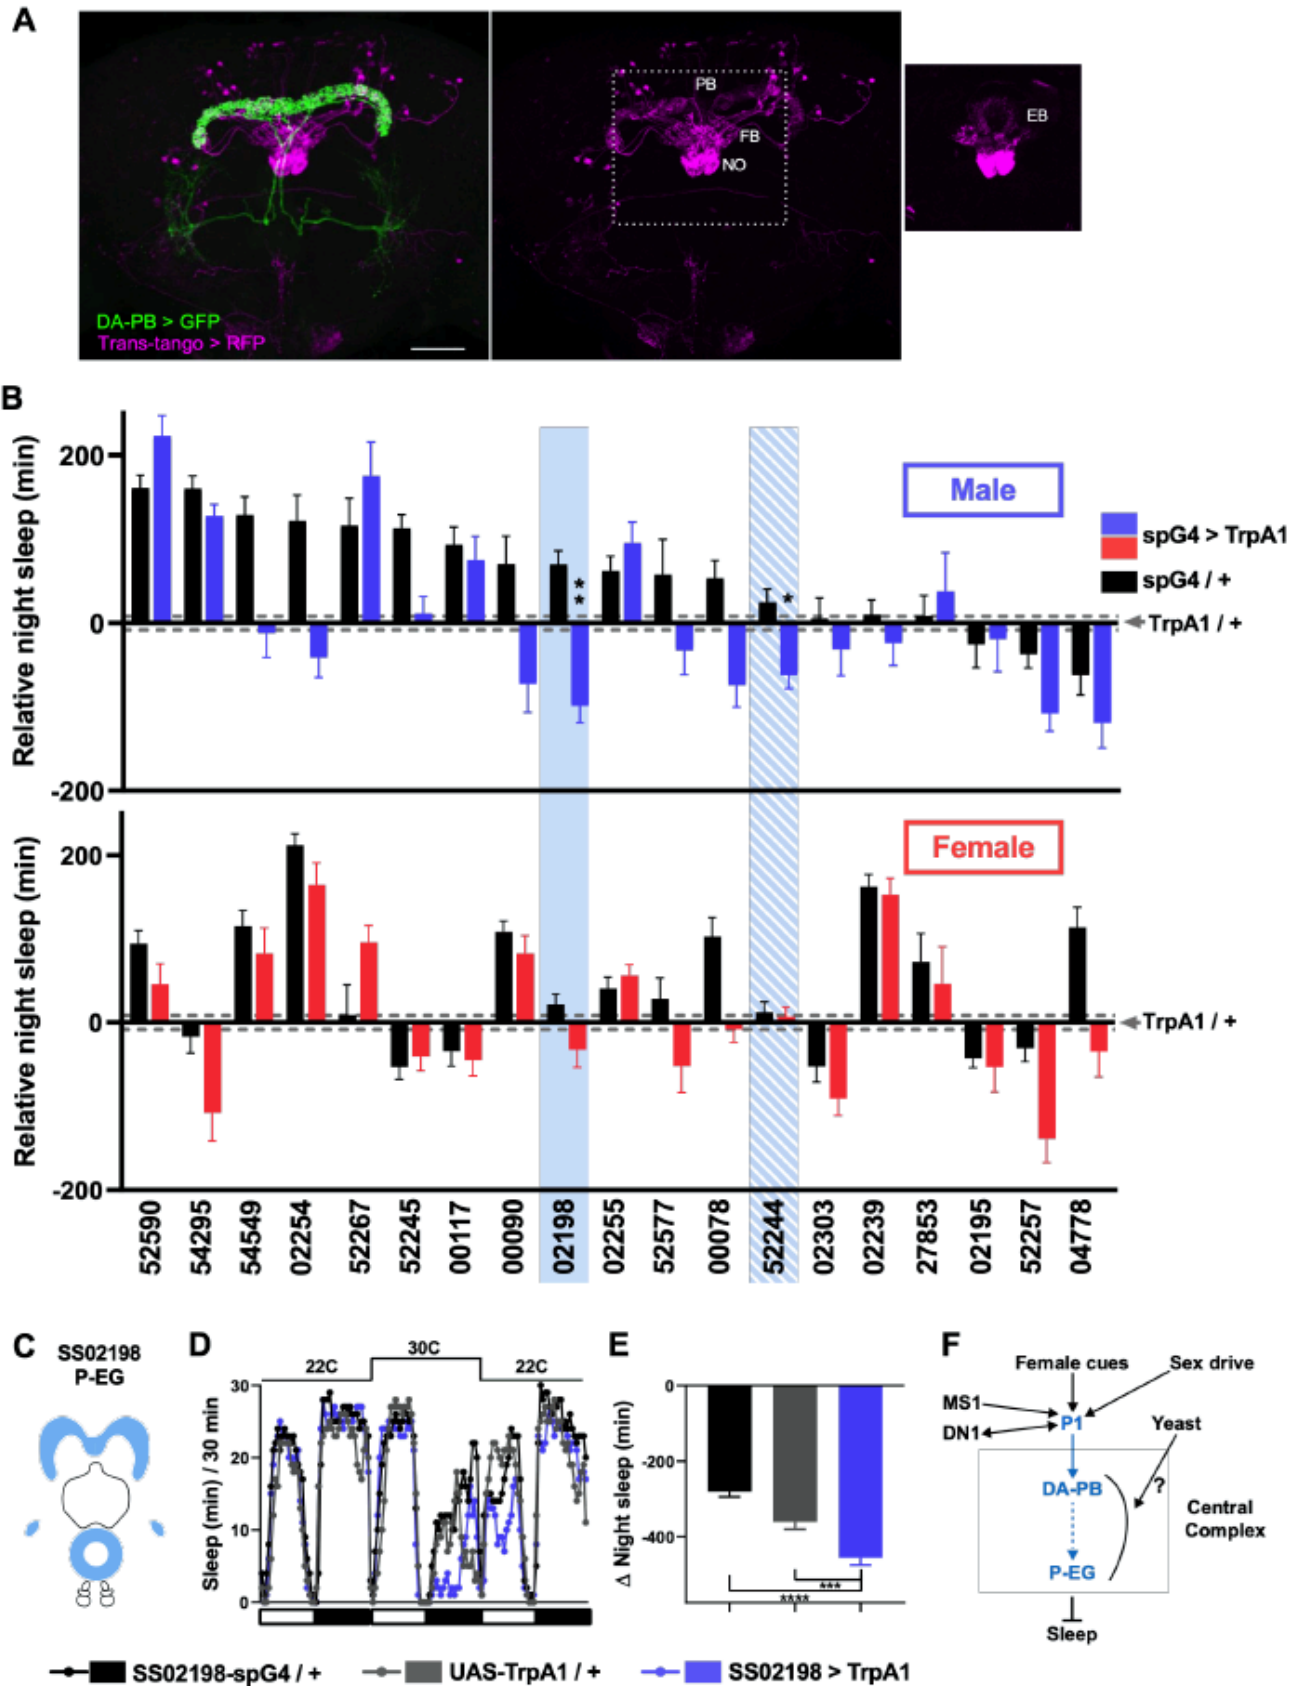 A
PB
FB
NO
EB
DA-PB > GFP
Trans-tango > RFP
B
Relative night sleep (min)
200
0
-200
Male
spG4 > TrpA1
spG4 / +
**
*
TrpA1 / +
Relative night sleep (min)
200
0
-200
Female
TrpA1 / +
52590
54295
54549
02254
52267
52245
00117
00090
02198
02255
52577
00078
52244
02303
02239
27853
02195
52257
04778
C
SS02198
P-EG
D
22C
30C
22C
Sleep (min) / 30 min
30
20
10
0
E
Δ Night sleep (min)
0
-200
-400
***
****
F
Female cues
Sex drive
MS1
DN1
P1
Yeast
DA-PB
?
Central
Complex
P-EG
Sleep
SS02198-spG4 / +
UAS-TrpA1 / +
SS02198 > TrpA1